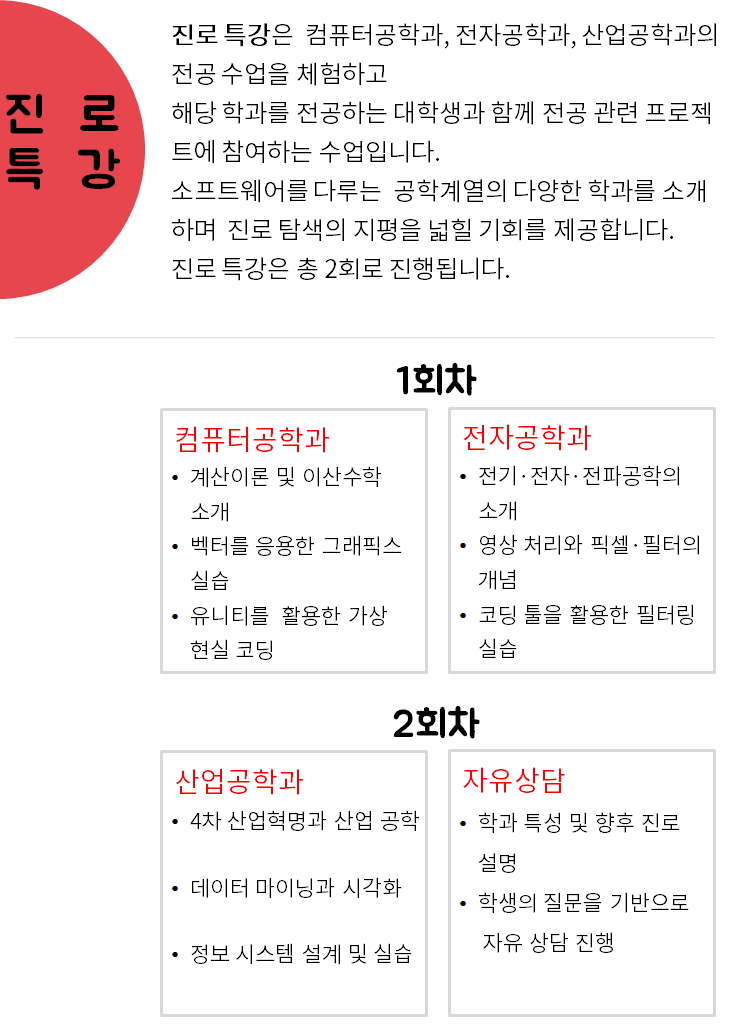 진 로
특 강
진로 특강은 컴퓨터공학과, 전자공학과, 산업공학과의
전공 수업을 체험하고
해당 학과를 전공하는 대학생과 함께 전공 관련 프로젝
트에 참여하는 수업입니다.
소프트웨어를 다루는 공학계열의 다양한 학과를 소개
하며 진로 탐색의 지평을 넓힐 기회를 제공합니다.
진로 특강은 총 2회로 진행됩니다.
1회차
컴퓨터공학과
• 계산이론 및 이산수학
소개
• 벡터를 응용한 그래픽스
실습
• 유니티를 활용한 가상
현실 코딩
전자공학과
• 전기·전자·전파공학의
소개
• 영상 처리와 픽셀·필터의
개념
• 코딩 툴을 활용한 필터링
실습
2회차
산업공학과
• 4차 산업혁명과 산업 공학
• 데이터 마이닝과 시각화
• 정보 시스템 설계 및 실습
자유상담
• 학과 특성 및 향후 진로
설명
• 학생의 질문을 기반으로
자유 상담 진행